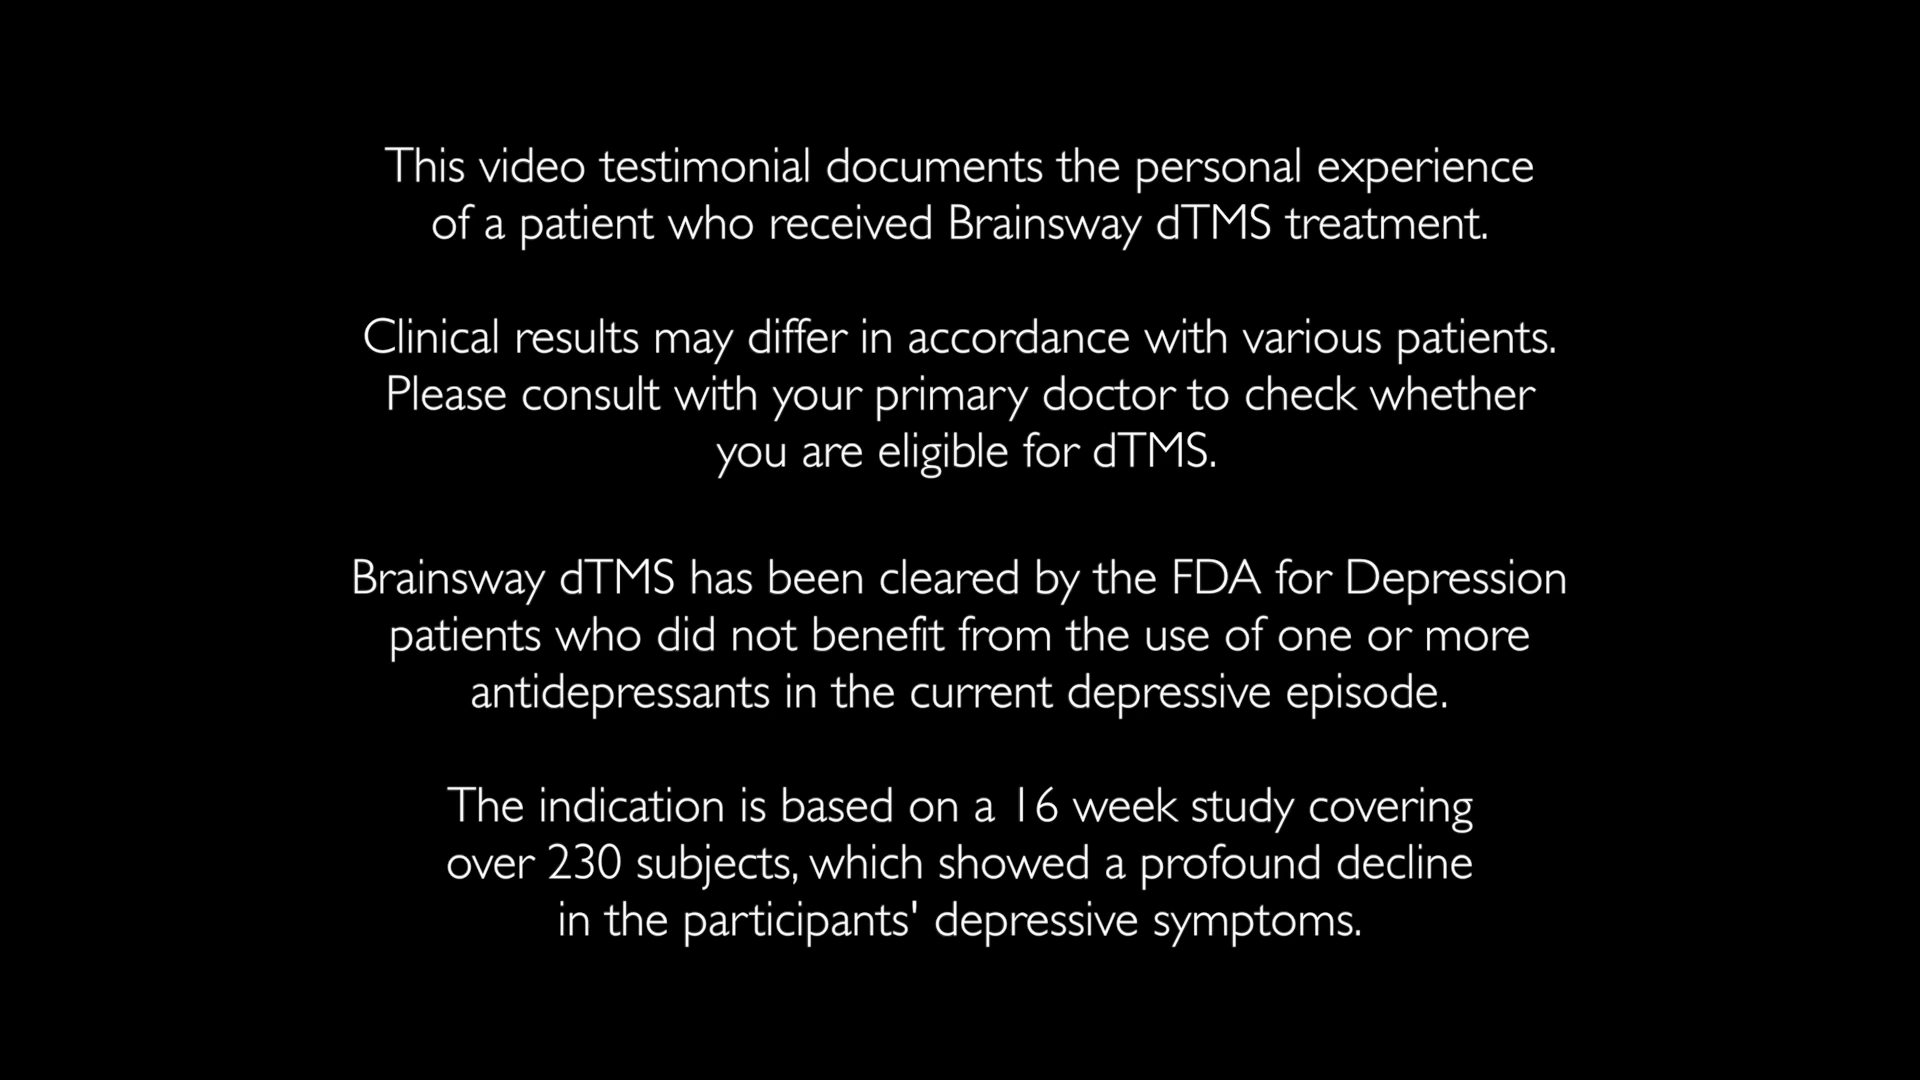 This video testimonial documents the personal experience
of a patient who received Brainsway dTMS treatment.
Clinical results may differ in accordance with various patients.
Please consult with your primary doctor to check whether
you are eligible for dTMS.
Brainsway dTMS has been cleared by the FDA for Depression
patients who did not benefit from the use of one or more
antidepressants in the current depressive episode.
The indication is based on a 16 week study covering
over 230 subjects, which showed a profound decline
in the participants' depressive symptoms.